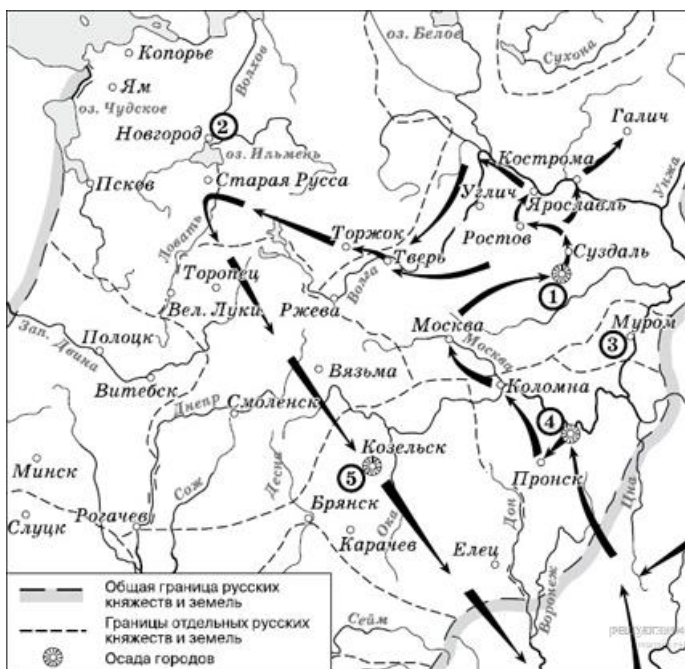 оз. Белое
Сухона
Копорье
Волхов
Ям
оз. Чудское
Галич
Новгород
2
оз. Ильмень
Кострома
Унжа
Псков
Старая Русса
Углич
Ярославль
Ловать
Торжок
Ростов
Суздаль
Торопец
Тверь
Волга
1
Вел. Луки
Ржева
Зап. Двина
Москва
Муром
3
Полоцк
Москва
Витебск
Вязьма
Коломна
Днепр
Смоленск
4
Козельск
Минск
Десна
5
Пронск
Цна
Сож
Брянск
Дон
Слуцк
Рогачев
Ока
Карачев
Елец
Воронеж
Сейм
Общая граница русских
княжеств и земель
Границы отдельных русских
княжеств и земель
Осада городов